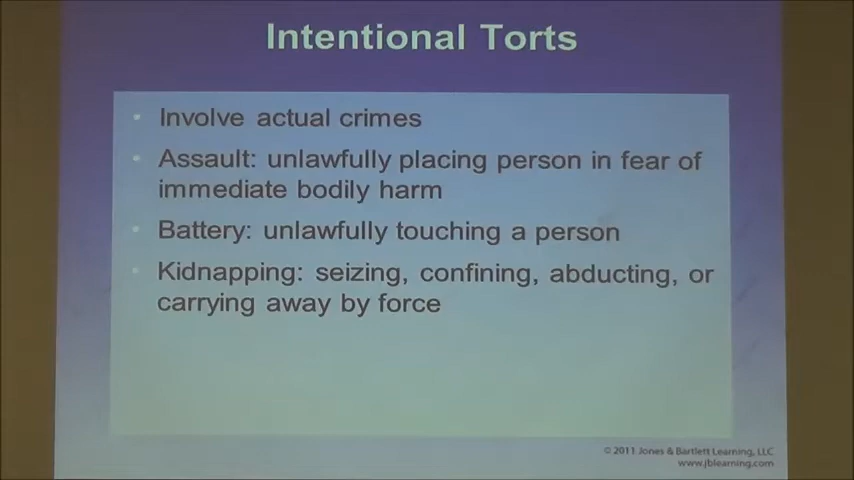 Intentional Torts
• Involve actual crimes
• Assault: unlawfully placing person in fear of
immediate bodily harm
• Battery: unlawfully touching a person
• Kidnapping: seizing, confining, abducting, or
carrying away by force
© 2011 Jones & Bartlett Learning, LLC
www.jblearning.com